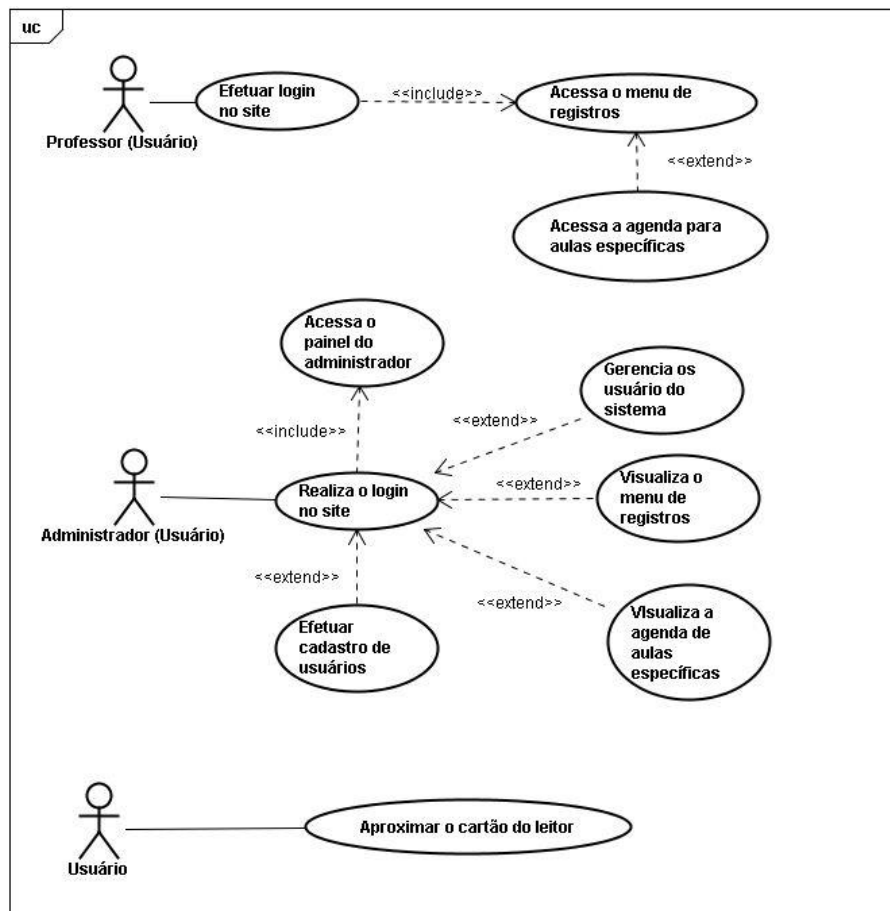 uc
Efetuar login
no site
<<include>>
Acessa o menu de
registros
Professor (Usuário)
<<extend>>
Acessa a agenda para
aulas específicas
Acessa o
painel do
administrador
Gerencia os
usuário do
sistema
<<include>>
<<extend>>
Realiza o login
no site
<<extend>>
Visualiza o
menu de
registros
Administrador (Usuário)
<<extend>>
<<extend>>
Efetuar
cadastro de
usuários
VIsualiza a
agenda de
aulas
específicas
Aproximar o cartão do leitor
Usuário